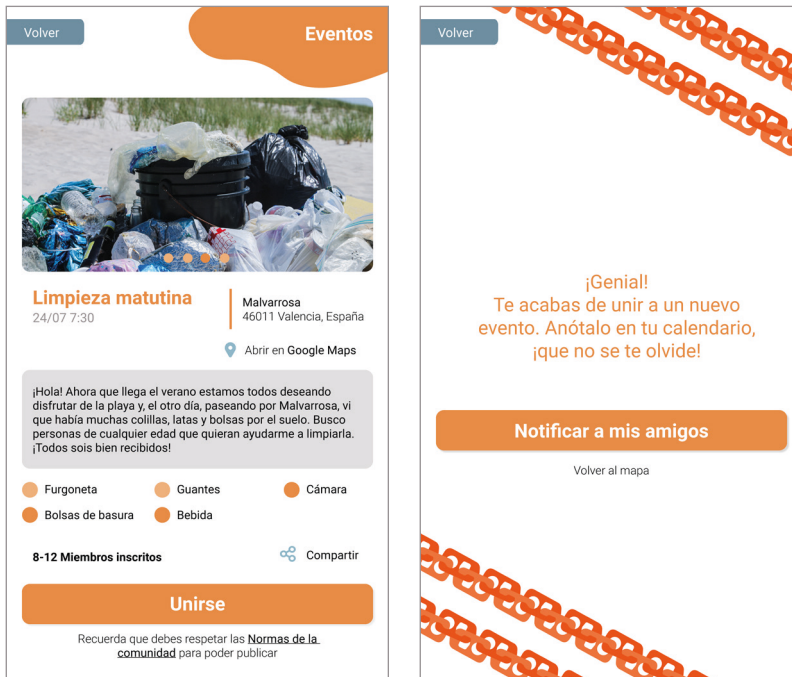 Volver
Eventos
Limpieza matutina
24/07 7:30
Malvarrosa
46011 Valencia, España
Abrir en Google Maps
¡Hola! Ahora que llega el verano estamos todos deseando
disfrutar de la playa y, el otro día, paseando por Malvarrosa, vi
que había muchas colillas, latas y bolsas por el suelo. Busco
personas de cualquier edad que quieran ayudarme a limpiarla.
¡Todos sois bien recibidos!
Furgoneta
Guantes
Cámara
Bolsas de basura
Bebida
8-12 Miembros inscritos
Compartir
Unirse
Recuerda que debes respetar las Normas de la
comunidad para poder publicar
Volver
¡Genial!
Te acabas de unir a un nuevo
evento. Anótalo en tu calendario,
¡que no se te olvide!
Notificar a mis amigos
Volver al mapa